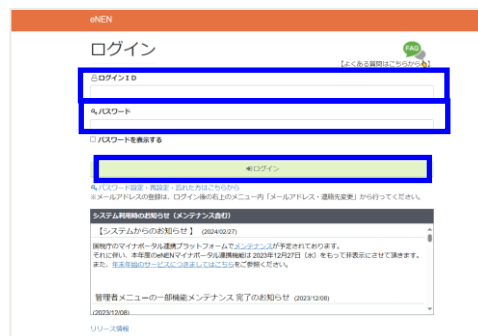 eNEN
ログイン
FAQ
【よくある質問はこちらから】
ログインＩＤ
パスワード
パスワードを表示する
ログイン
パスワード設定・再設定・忘れた方はこちらから
※メールアドレスの登録は、ログイン後の右上のメニュー内「メールアドレス・連絡先変更」から行ってください。
システム利用時のお知らせ（メンテナンス含む）
【システムからのお知らせ】 (2024/02/27)
国税庁のマイナポータル連携プラットフォームでメンテナンスが予定されております。
それに伴い、本年度のeNENマイナポータル連携機能は 2023年12月27日（水）をもって非表示にさせて頂きます。
また、年末年始のサービスにつきましてはこちらをご参照ください。
管理者メニューの一部機能メンテナンス 完了のお知らせ (2023/12/08)
(2023/12/08)
リリース情報